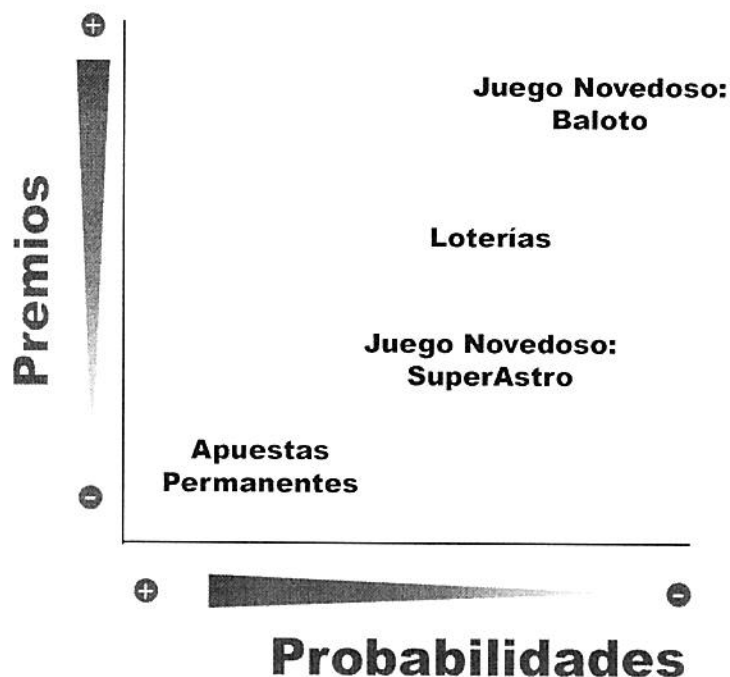 +
Juego Novedoso:
Baloto
Premios
Loterías
Juego Novedoso:
SuperAstro
Apuestas
Permanentes
-
+
-
Probabilidades